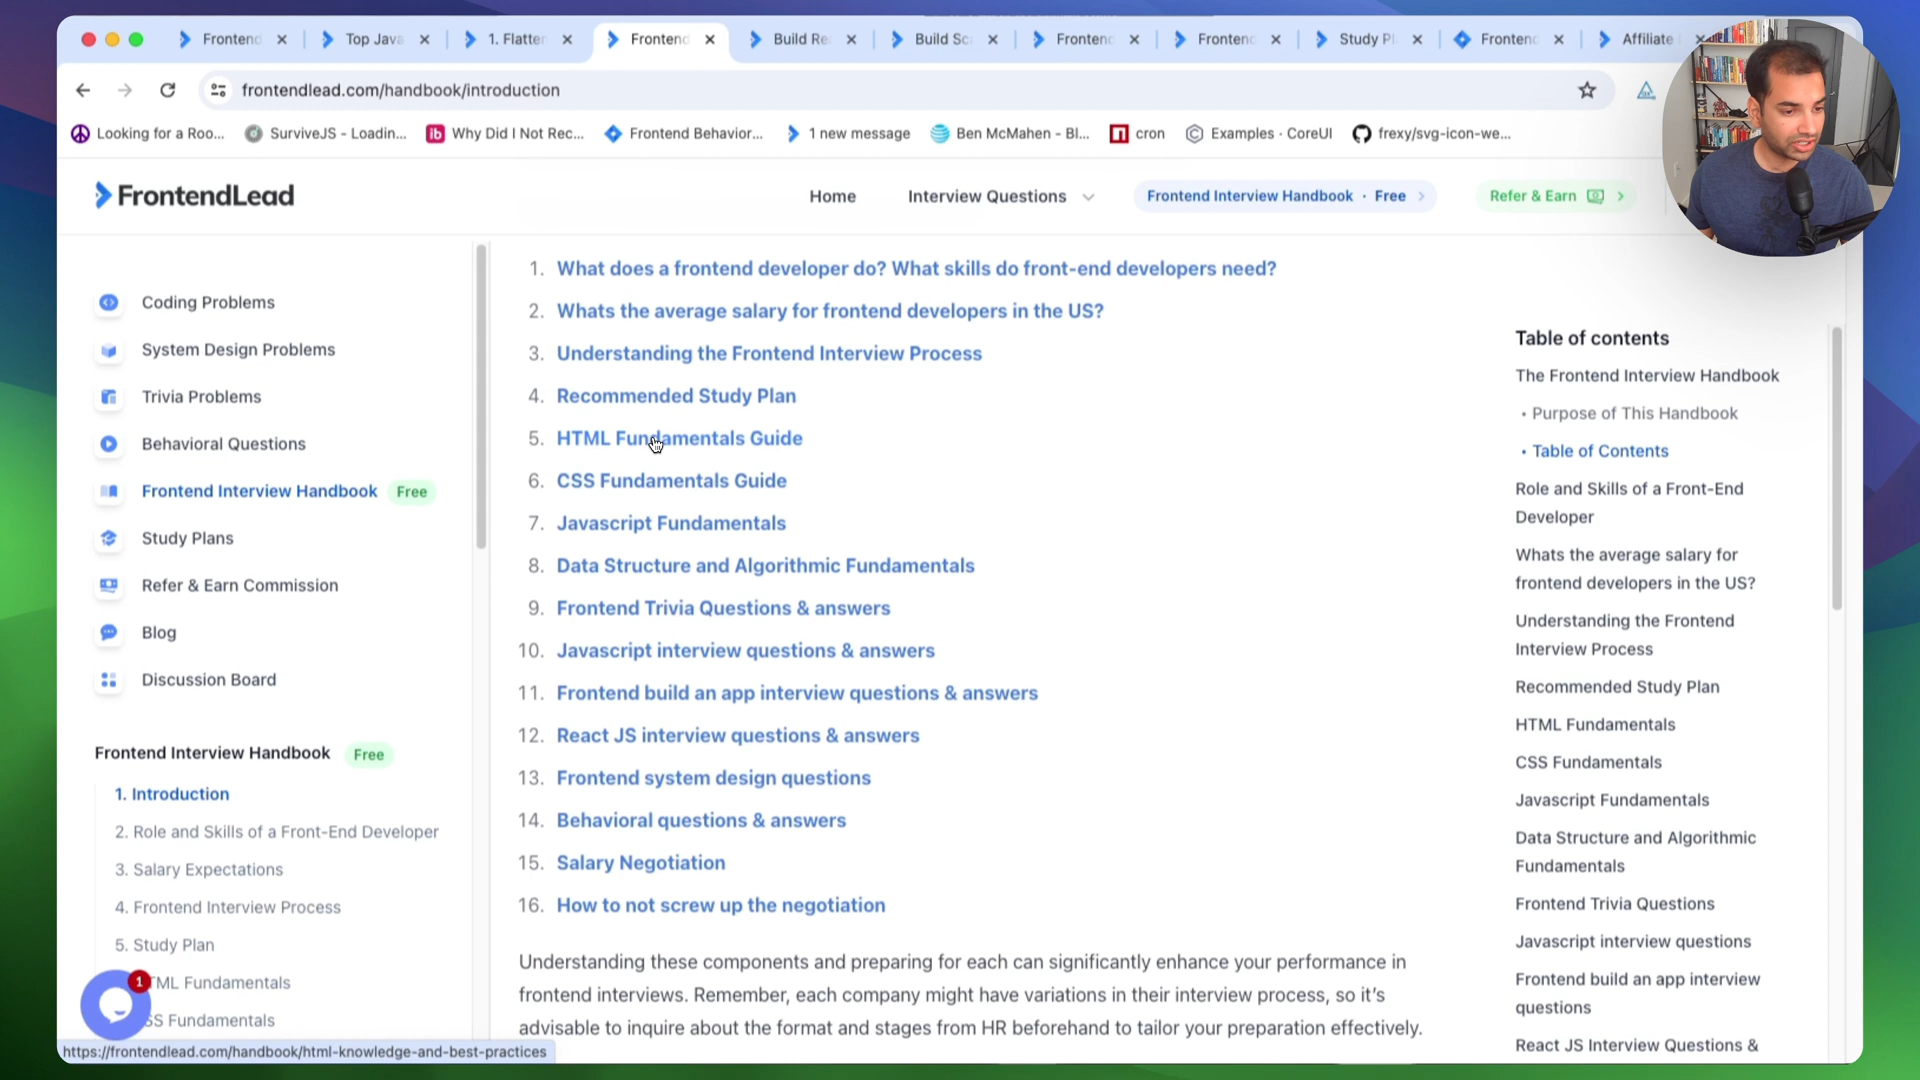 Frontend
Top Java
1. Flatten
Frontend
Build Re
Build Sc
Frontend
Frontend
Study Pl
Frontend
Affiliate
frontendlead.com/handbook/introduction
Looking for a Roo...
SurviveJS - Loadin...
Why Did I Not Rec...
Frontend Behavior...
1 new message
Ben McMahen - Bl...
cron
Examples · CoreUI
frexy/svg-icon-we...
FrontendLead
Home
Interview Questions
Frontend Interview Handbook · Free
Refer & Earn
Coding Problems
System Design Problems
Trivia Problems
Behavioral Questions
Frontend Interview Handbook Free
Study Plans
Refer & Earn Commission
Blog
Discussion Board
Frontend Interview Handbook Free
1. Introduction
2. Role and Skills of a Front-End Developer
3. Salary Expectations
4. Frontend Interview Process
5. Study Plan
TML Fundamentals
SS Fundamentals
1
https://frontendlead.com/handbook/html-knowledge-and-best-practices
1. What does a frontend developer do? What skills do front-end developers need?
2. Whats the average salary for frontend developers in the US?
3. Understanding the Frontend Interview Process
4. Recommended Study Plan
5. HTML Fundamentals Guide
6. CSS Fundamentals Guide
7. Javascript Fundamentals
8. Data Structure and Algorithmic Fundamentals
9. Frontend Trivia Questions & answers
10. Javascript interview questions & answers
11. Frontend build an app interview questions & answers
12. React JS interview questions & answers
13. Frontend system design questions
14. Behavioral questions & answers
15. Salary Negotiation
16. How to not screw up the negotiation
Understanding these components and preparing for each can significantly enhance your performance in
frontend interviews. Remember, each company might have variations in their interview process, so it's
advisable to inquire about the format and stages from HR beforehand to tailor your preparation effectively.
Table of contents
The Frontend Interview Handbook
• Purpose of This Handbook
• Table of Contents
Role and Skills of a Front-End
Developer
Whats the average salary for
frontend developers in the US?
Understanding the Frontend
Interview Process
Recommended Study Plan
HTML Fundamentals
CSS Fundamentals
Javascript Fundamentals
Data Structure and Algorithmic
Fundamentals
Frontend Trivia Questions
Javascript interview questions
Frontend build an app interview
questions
React JS Interview Questions &